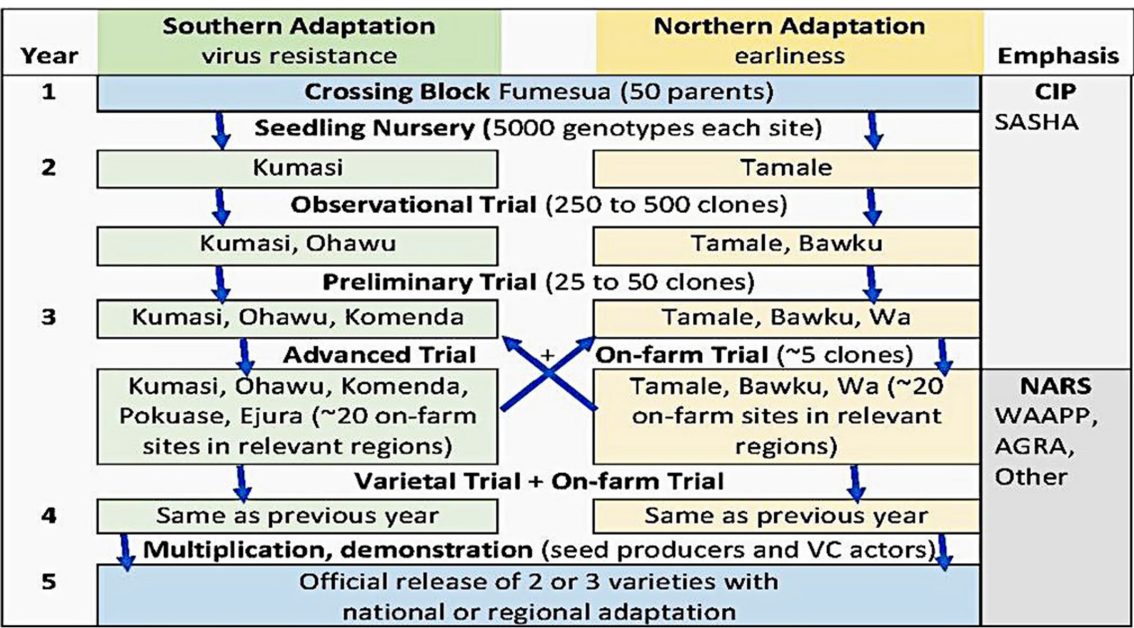 Southern Adaptation
virus resistance
Northern Adaptation
earliness
Year
Emphasis
1
Crossing Block Fumesua (50 parents)
CIP
SASHA
Seedling Nursery (5000 genotypes each site)
2
Kumasi
Tamale
Observational Trial (250 to 500 clones)
Kumasi, Ohawu
Tamale, Bawku
Preliminary Trial (25 to 50 clones)
3
Kumasi, Ohawu, Komenda
Tamale, Bawku, Wa
Advanced Trial + On-farm Trial (~5 clones)
Kumasi, Ohawu, Komenda,
Pokuase, Ejura (~20 on-farm
sites in relevant regions)
Tamale, Bawku, Wa (~20
on-farm sites in relevant
regions)
NARS
WAAPP,
AGRA,
Other
Varietal Trial + On-farm Trial
4
Same as previous year
Same as previous year
Multiplication, demonstration (seed producers and VC actors)
5
Official release of 2 or 3 varieties with
national or regional adaptation